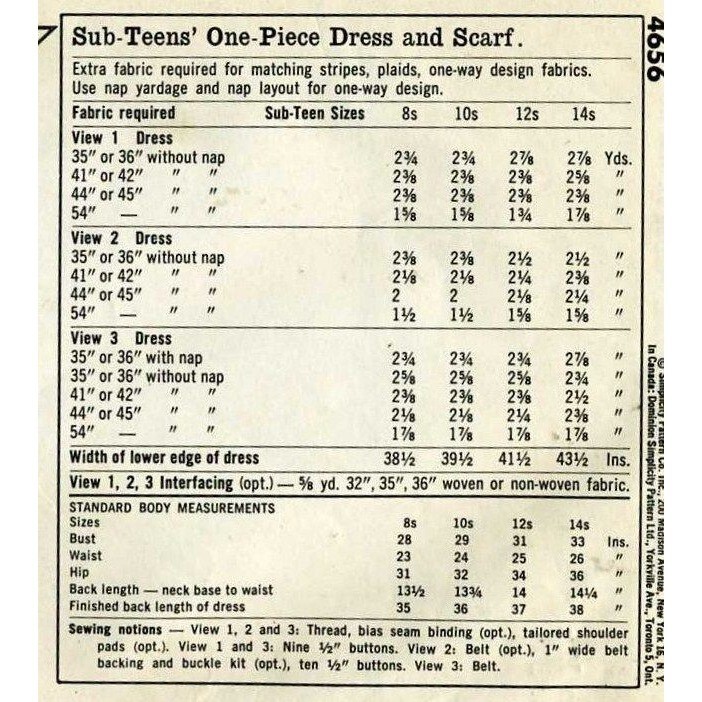 Sub-Teens' One-Piece Dress and Scarf.
Extra fabric required for matching stripes, plaids, one-way design fabrics.
Use nap yardage and nap layout for one-way design.
Fabric required Sub-Teen Sizes 8s 10s 12s 14s
View 1 Dress
35" or 36" without nap 2¾ 2¾ 2⅞ 2⅞ Yds.
41" or 42" " " 2⅜ 2⅜ 2⅜ 2⅝ "
44" or 45" " " 2⅜ 2⅜ 2⅜ 2⅜ "
54" — " " 1⅝ 1⅝ 1¾ 1⅞ "
View 2 Dress
35" or 36" without nap 2⅜ 2⅜ 2½ 2½ "
41" or 42" " " 2⅛ 2⅛ 2¼ 2⅜ "
44" or 45" " " 2 2 2⅛ 2¼ "
54" — " " 1½ 1½ 1⅝ 1⅝ "
View 3 Dress
35" or 36" with nap 2¾ 2¾ 2¾ 2⅞ "
35" or 36" without nap 2⅝ 2⅝ 2⅝ 2¾ "
41" or 42" " " 2⅜ 2⅜ 2⅜ 2½ "
44" or 45" " " 2⅛ 2⅛ 2¼ 2⅜ "
54" — " " 1⅞ 1⅞ 1⅞ 1⅞ "
Width of lower edge of dress 38½ 39½ 41½ 43½ Ins.
View 1, 2, 3 Interfacing (opt.) — ⅝ yd. 32", 35", 36" woven or non-woven fabric.
STANDARD BODY MEASUREMENTS
Sizes 8s 10s 12s 14s
Bust 28 29 31 33 Ins.
Waist 23 24 25 26 "
Hip 31 32 34 36 "
Back length — neck base to waist 13½ 13¾ 14 14¼ "
Finished back length of dress 35 36 37 38 "
Sewing notions — View 1, 2 and 3: Thread, bias seam binding (opt.), tailored shoulder
pads (opt.). View 1 and 3: Nine ½" buttons. View 2: Belt (opt.), 1" wide belt
backing and buckle kit (opt.), ten ½" buttons. View 3: Belt.
4656
© Simplicity Pattern Co. Inc., 200 Madison Avenue, New York 16, N. Y.
In Canada: Dominion Simplicity Pattern Ltd., Yorkville Ave., Toronto 5, Ont.